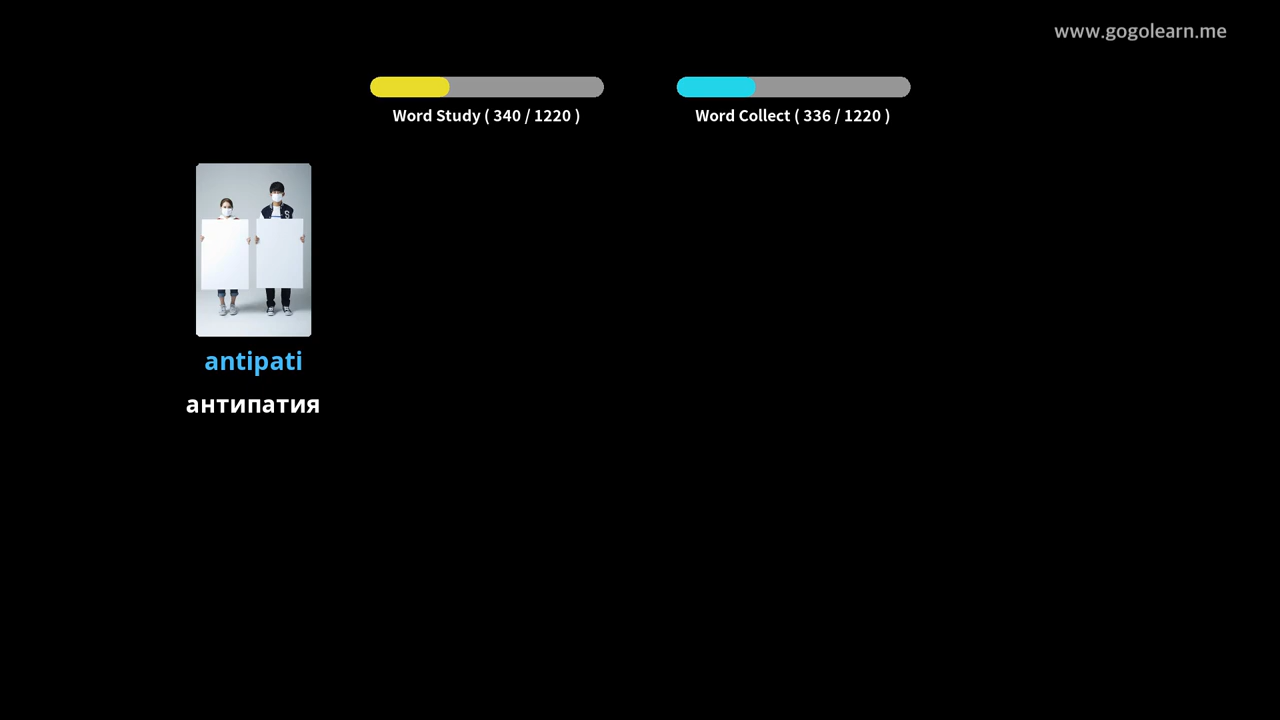 www.gogolearn.me
Word Study ( 340 / 1220 )
Word Collect ( 336 / 1220 )
antipati
антипатия